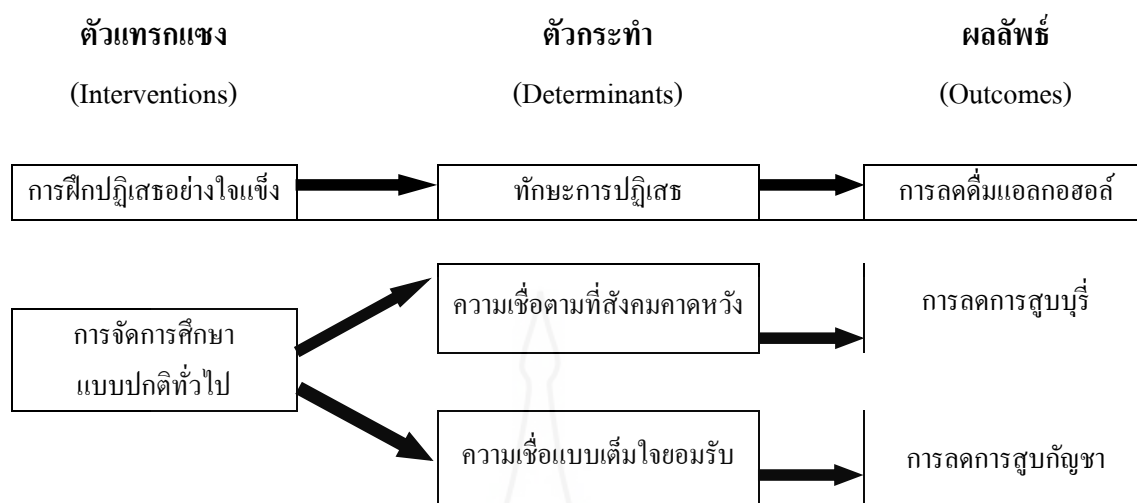 ตัวแทรกแซง ตัวกระทำ ผลลัพธ์
(Interventions) (Determinants) (Outcomes)
การฝึกปฏิเสธอย่างใจแข็ง ทักษะการปฏิเสธ การลดดื่มแอลกอฮอล์
ความเชื่อตามที่สังคมคาดหวัง การลดการสูบบุรี่
การจัดการศึกษา
แบบปกติทั่วไป
ความเชื่อแบบเต็มใจยอมรับ การลดการสูบกัญชา